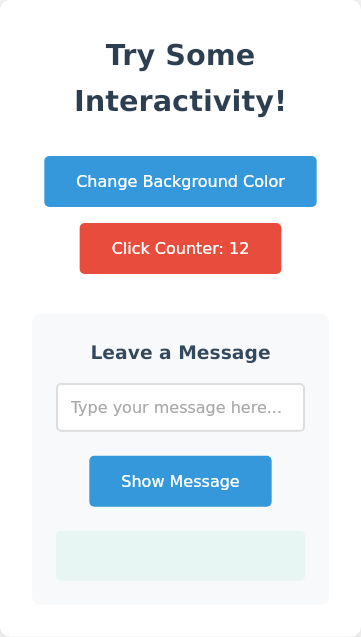 Try Some
Interactivity!
Change Background Color
Click Counter: 12
Leave a Message
Type your message here...
Show Message